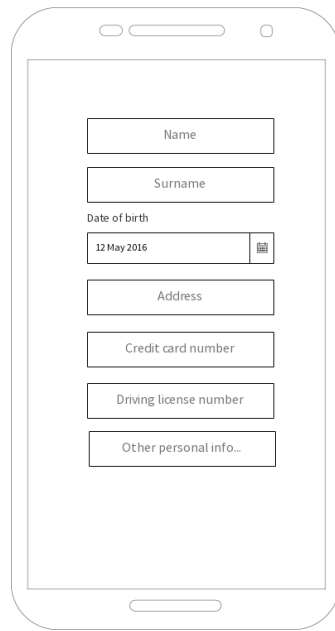 Name
Surname
Date of birth
12 May 2016
Address
Credit card number
Driving license number
Other personal info...